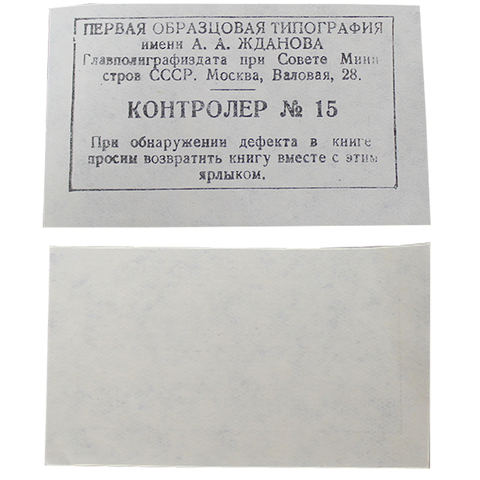 ПЕРВАЯ ОБРАЗЦОВАЯ ТИПОГРАФИЯ
имени А. А. ЖДАНОВА
Главполиграфиздата при Совете Мини
стров СССР. Москва, Валовая, 28.
КОНТРОЛЕР № 15
При обнаружении дефекта в книге
просим возвратить книгу вместе с этим
ярлыком.